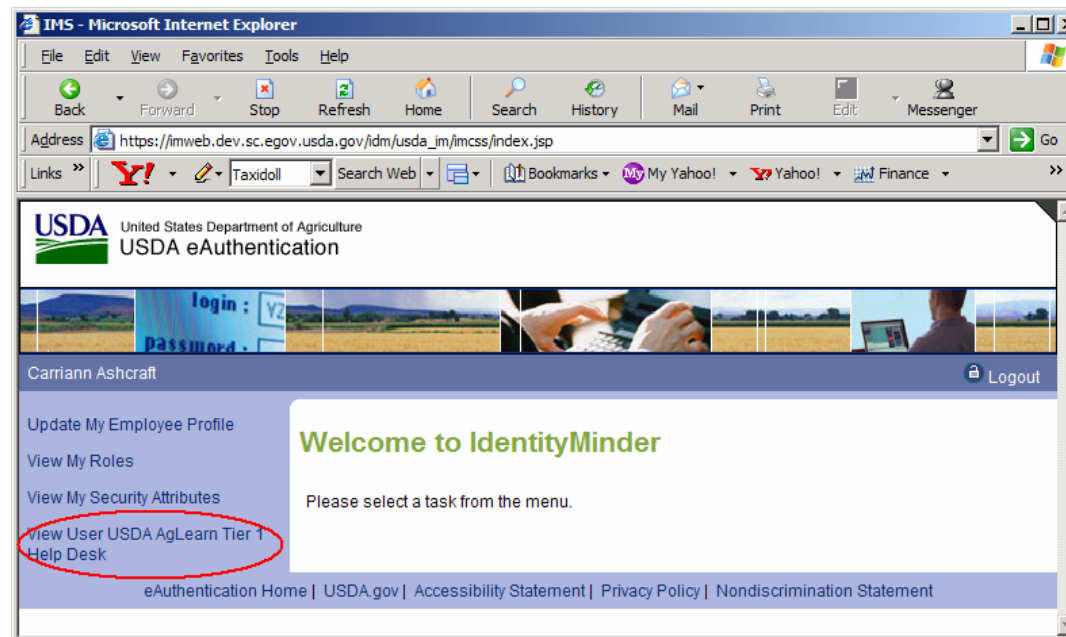 IMS - Microsoft Internet Explorer
File Edit View Favorites Tools Help
Back Forward Stop Refresh Home Search History Mail Print Edit Messenger
Address https://imweb.dev.sc.egov.usda.gov/idm/usda_im/imcss/index.jsp Go
Links » Y! Taxidoll Search Web Bookmarks My My Yahoo! Y! Yahoo! Finance »
USDA United States Department of Agriculture
USDA eAuthentication
login : YZ
password :
Carriann Ashcraft Logout
Update My Employee Profile
View My Roles
View My Security Attributes
View User USDA AgLearn Tier 1
Help Desk
Welcome to IdentityMinder
Please select a task from the menu.
eAuthentication Home | USDA.gov | Accessibility Statement | Privacy Policy | Nondiscrimination Statement